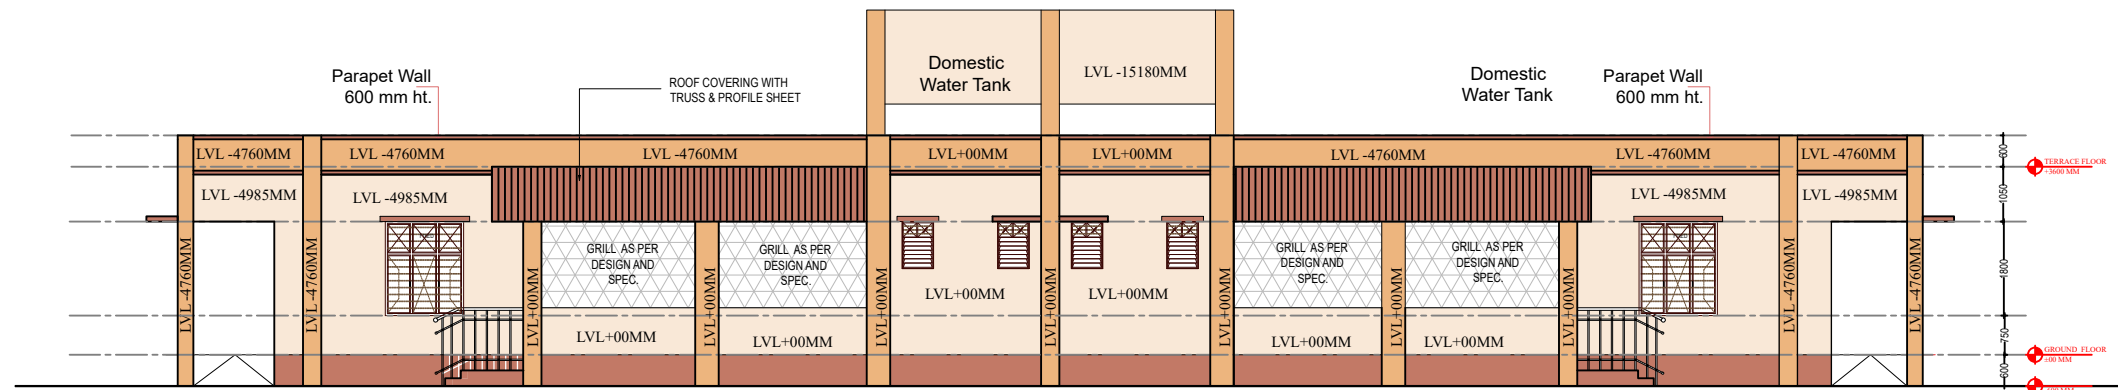 Domestic
Water Tank
LVL -15180MM
Domestic
Water Tank
Parapet Wall
600 mm ht.
ROOF COVERING WITH
TRUSS & PROFILE SHEET
Parapet Wall
600 mm ht.
LVL -4760MM
LVL -4760MM
LVL -4760MM
LVL+00MM
LVL+00MM
LVL -4760MM
LVL -4760MM
LVL -4760MM
600
TERRACE FLOOR
+3600 MM
LVL -4985MM
LVL -4985MM
LVL -4985MM
LVL -4985MM
1050
GRILL AS PER
DESIGN AND
SPEC.
GRILL AS PER
DESIGN AND
SPEC.
GRILL AS PER
DESIGN AND
SPEC.
GRILL AS PER
DESIGN AND
SPEC.
1800
LVL -4760MM
LVL -4760MM
LVL+00MM
LVL+00MM
LVL+00MM
LVL+00MM
LVL+00MM
LVL+00MM
LVL+00MM
LVL+00MM
LVL+00MM
LVL -4760MM
LVL -4760MM
LVL+00MM
LVL+00MM
LVL+00MM
LVL+00MM
750
GROUND FLOOR
±00 MM
600